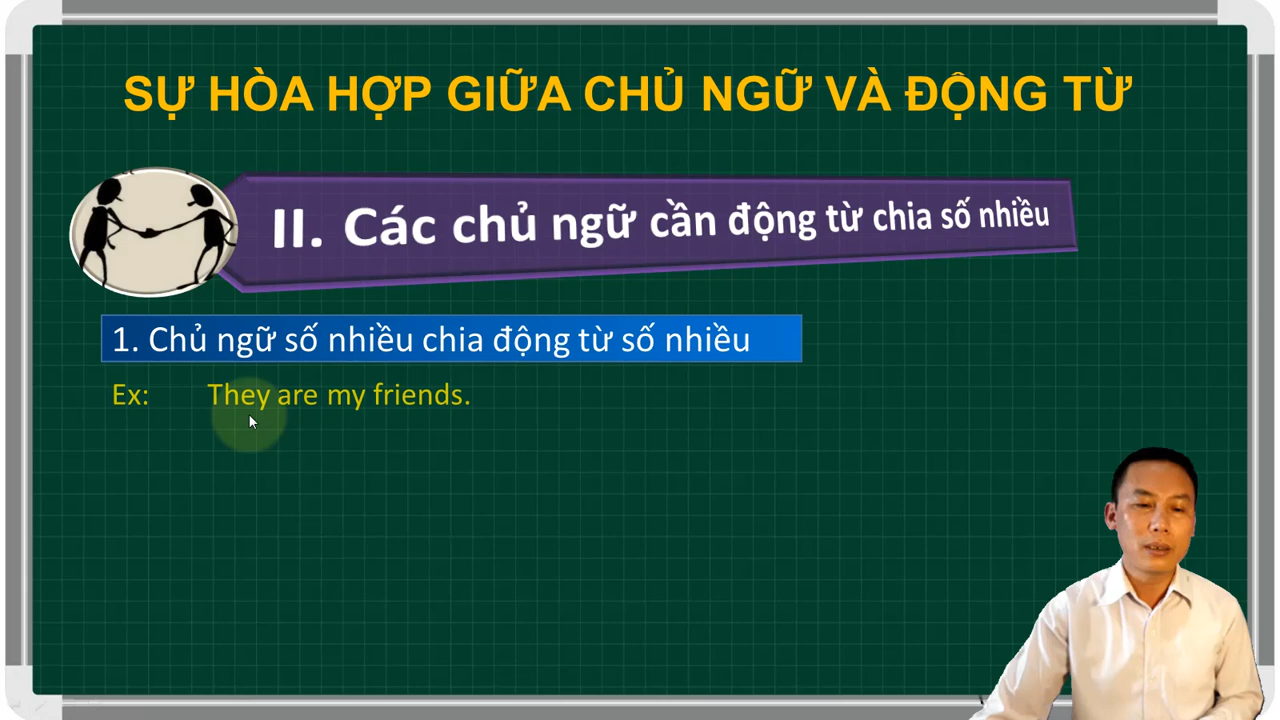 SỰ HÒA HỢP GIỮA CHỦ NGỮ VÀ ĐỘNG TỪ
II. Các chủ ngữ cần động từ chia số nhiều
1. Chủ ngữ số nhiều chia động từ số nhiều
Ex: They are my friends.